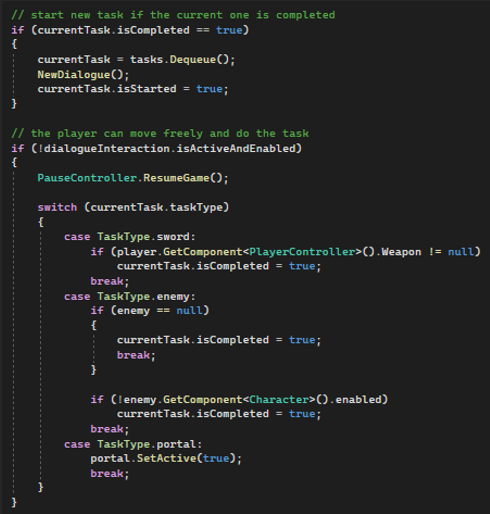 // start new task if the current one is completed
if (currentTask.isCompleted == true)
{
    currentTask = tasks.Dequeue();
    NewDialogue();
    currentTask.isStarted = true;
}

// the player can move freely and do the task
if (!dialogueInteraction.isActiveAndEnabled)
{
    PauseController.ResumeGame();

    switch (currentTask.taskType)
    {
        case TaskType.sword:
            if (player.GetComponent<PlayerController>().Weapon != null)
                currentTask.isCompleted = true;
            break;
        case TaskType.enemy:
            if (enemy == null)
            {
                currentTask.isCompleted = true;
                break;
            }

            if (!enemy.GetComponent<Character>().enabled)
                currentTask.isCompleted = true;
            break;
        case TaskType.portal:
            portal.SetActive(true);
            break;
    }
}